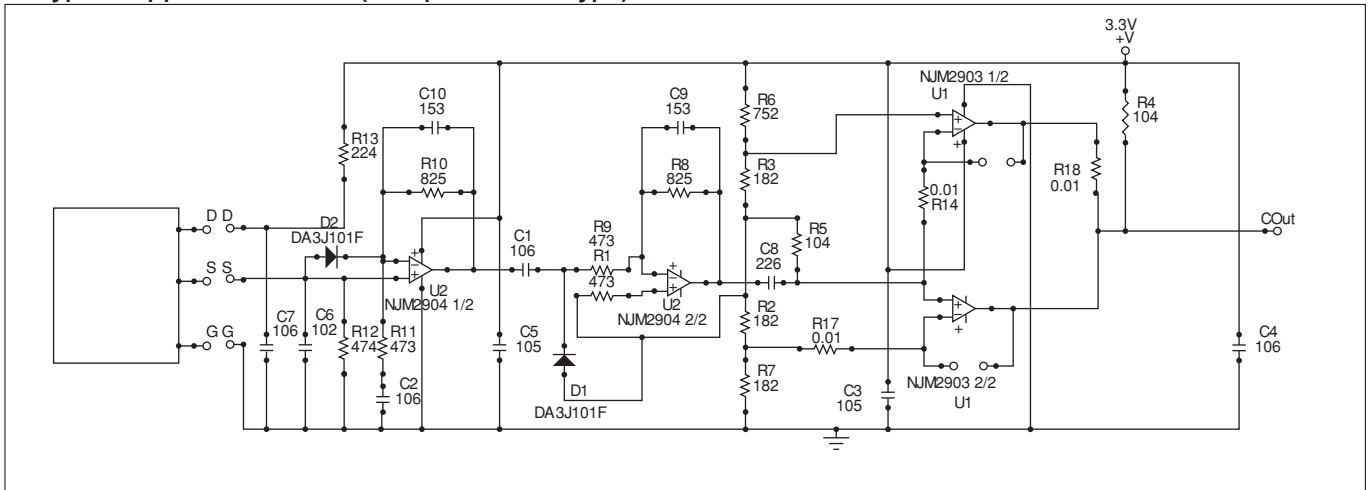 3.3V
+V
NJM2903 1/2
U1
C10
153
C9
153
R6
752
R4
104
R13
224
R10
825
R8
825
R3
182
R18
0.01
0.01
R14
D D
D2
DA3J101F
S S
G G
C1
106
R9
473
R1
473
R5
104
C8
226
COut
U2
NJM2904 1/2
U2
NJM2904 2/2
C7
106
C6
102
R12
474
R11
473
C2
106
C5
105
D1
DA3J101F
R2
182
R17
0.01
R7
182
C3
105
NJM2903 2/2
U1
C4
106